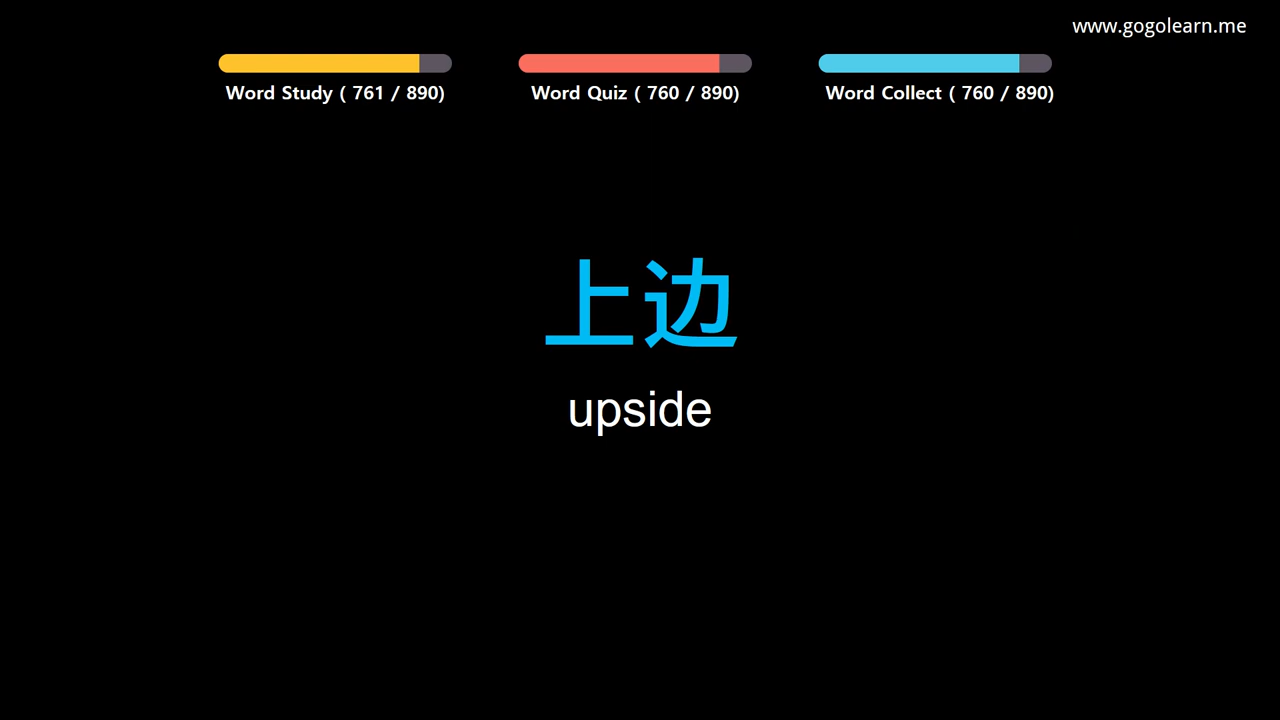 www.gogolearn.me
Word Study ( 761 / 890)
Word Quiz ( 760 / 890)
Word Collect ( 760 / 890)
上边
upside